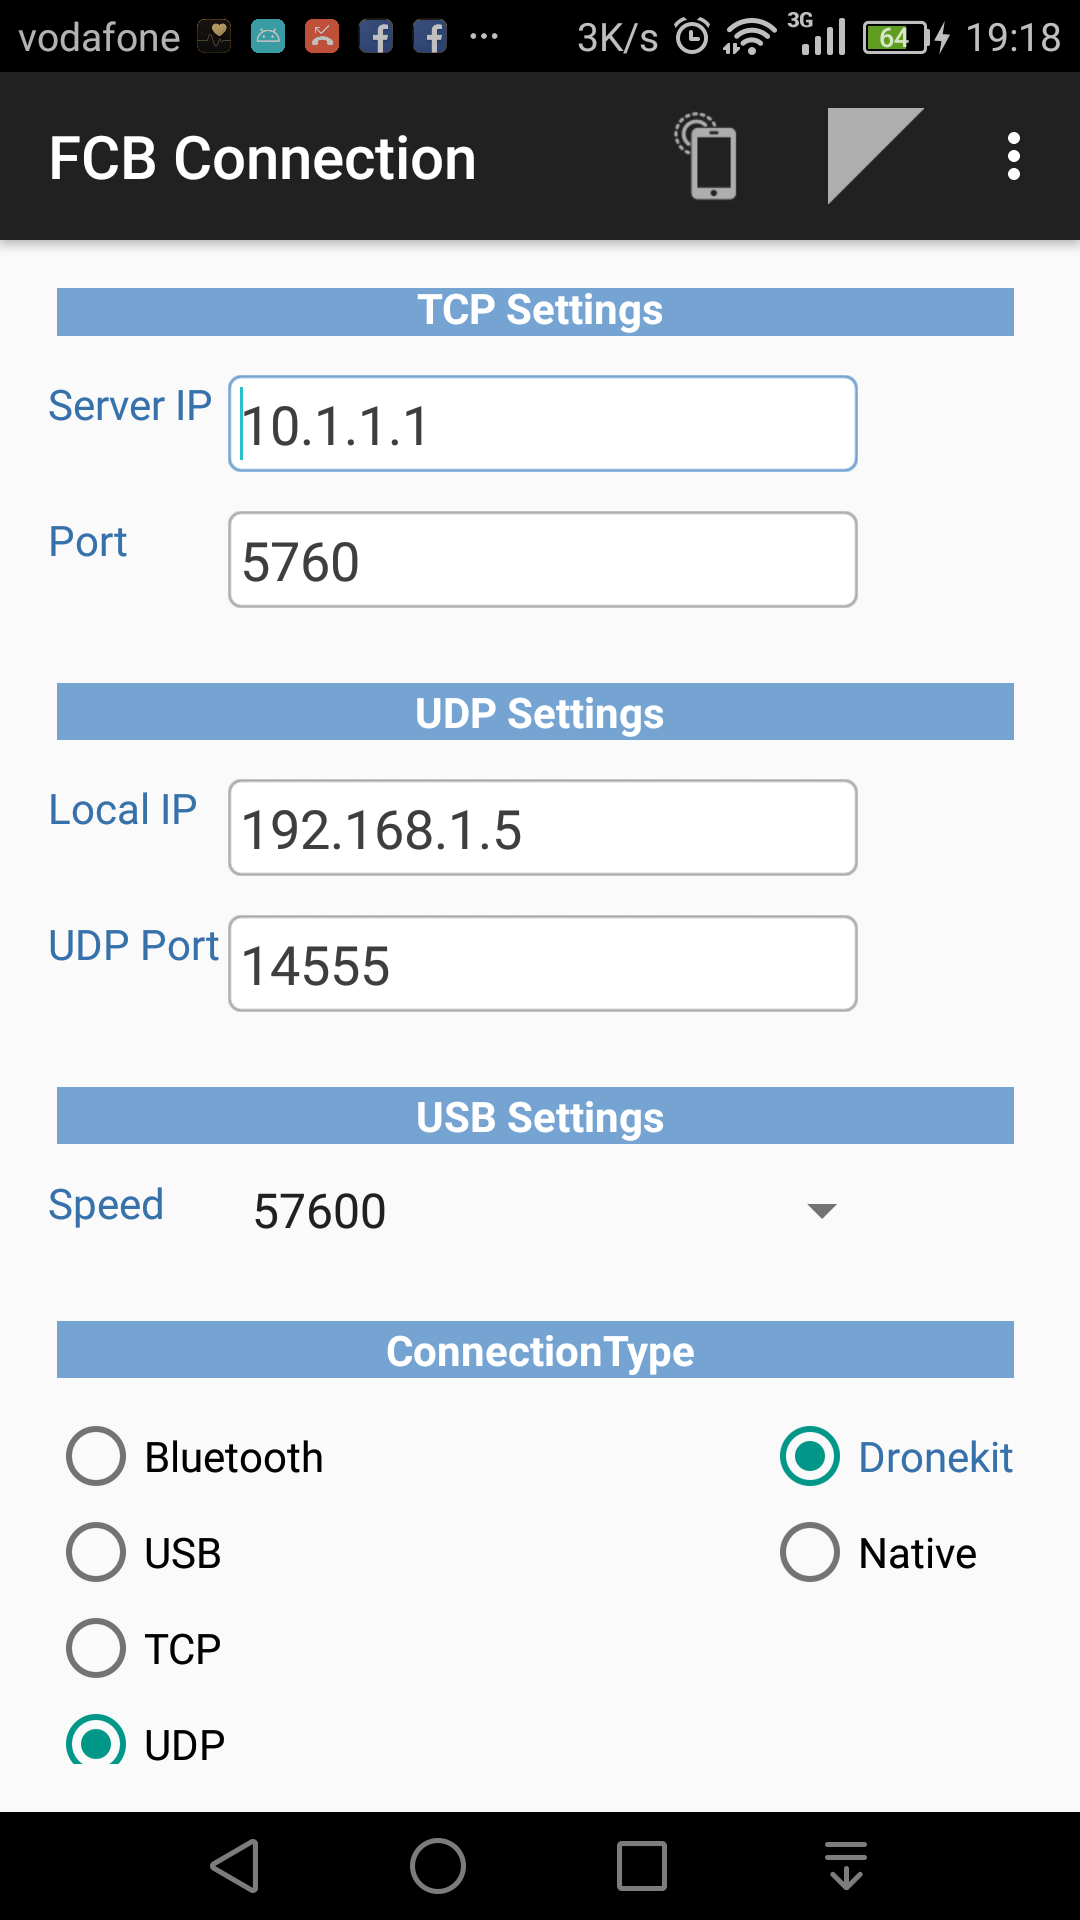 vodafone 3K/s 3G 64 19:18
FCB Connection
TCP Settings
Server IP 10.1.1.1
Port 5760
UDP Settings
Local IP 192.168.1.5
UDP Port 14555
USB Settings
Speed 57600
ConnectionType
Bluetooth Dronekit
USB Native
TCP
UDP